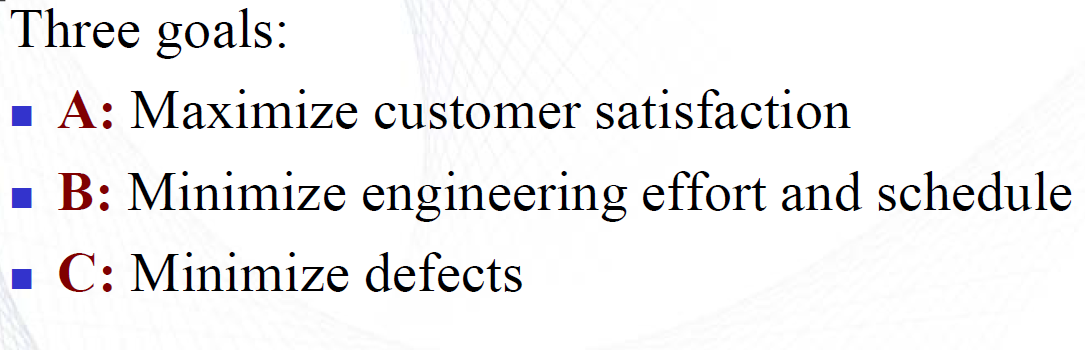 Three goals:
A: Maximize customer satisfaction
B: Minimize engineering effort and schedule
C: Minimize defects